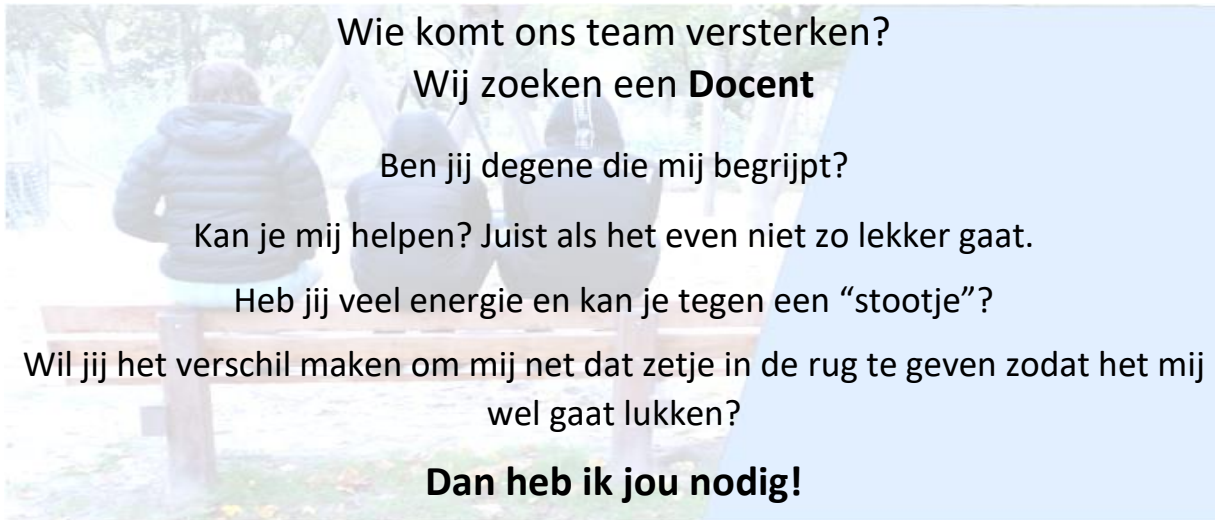 Wie komt ons team versterken?
Wij zoeken een Docent
Ben jij degene die mij begrijpt?
Kan je mij helpen? Juist als het even niet zo lekker gaat.
Heb jij veel energie en kan je tegen een “stootje”?
Wil jij het verschil maken om mij net dat zetje in de rug te geven zodat het mij
wel gaat lukken?
Dan heb ik jou nodig!